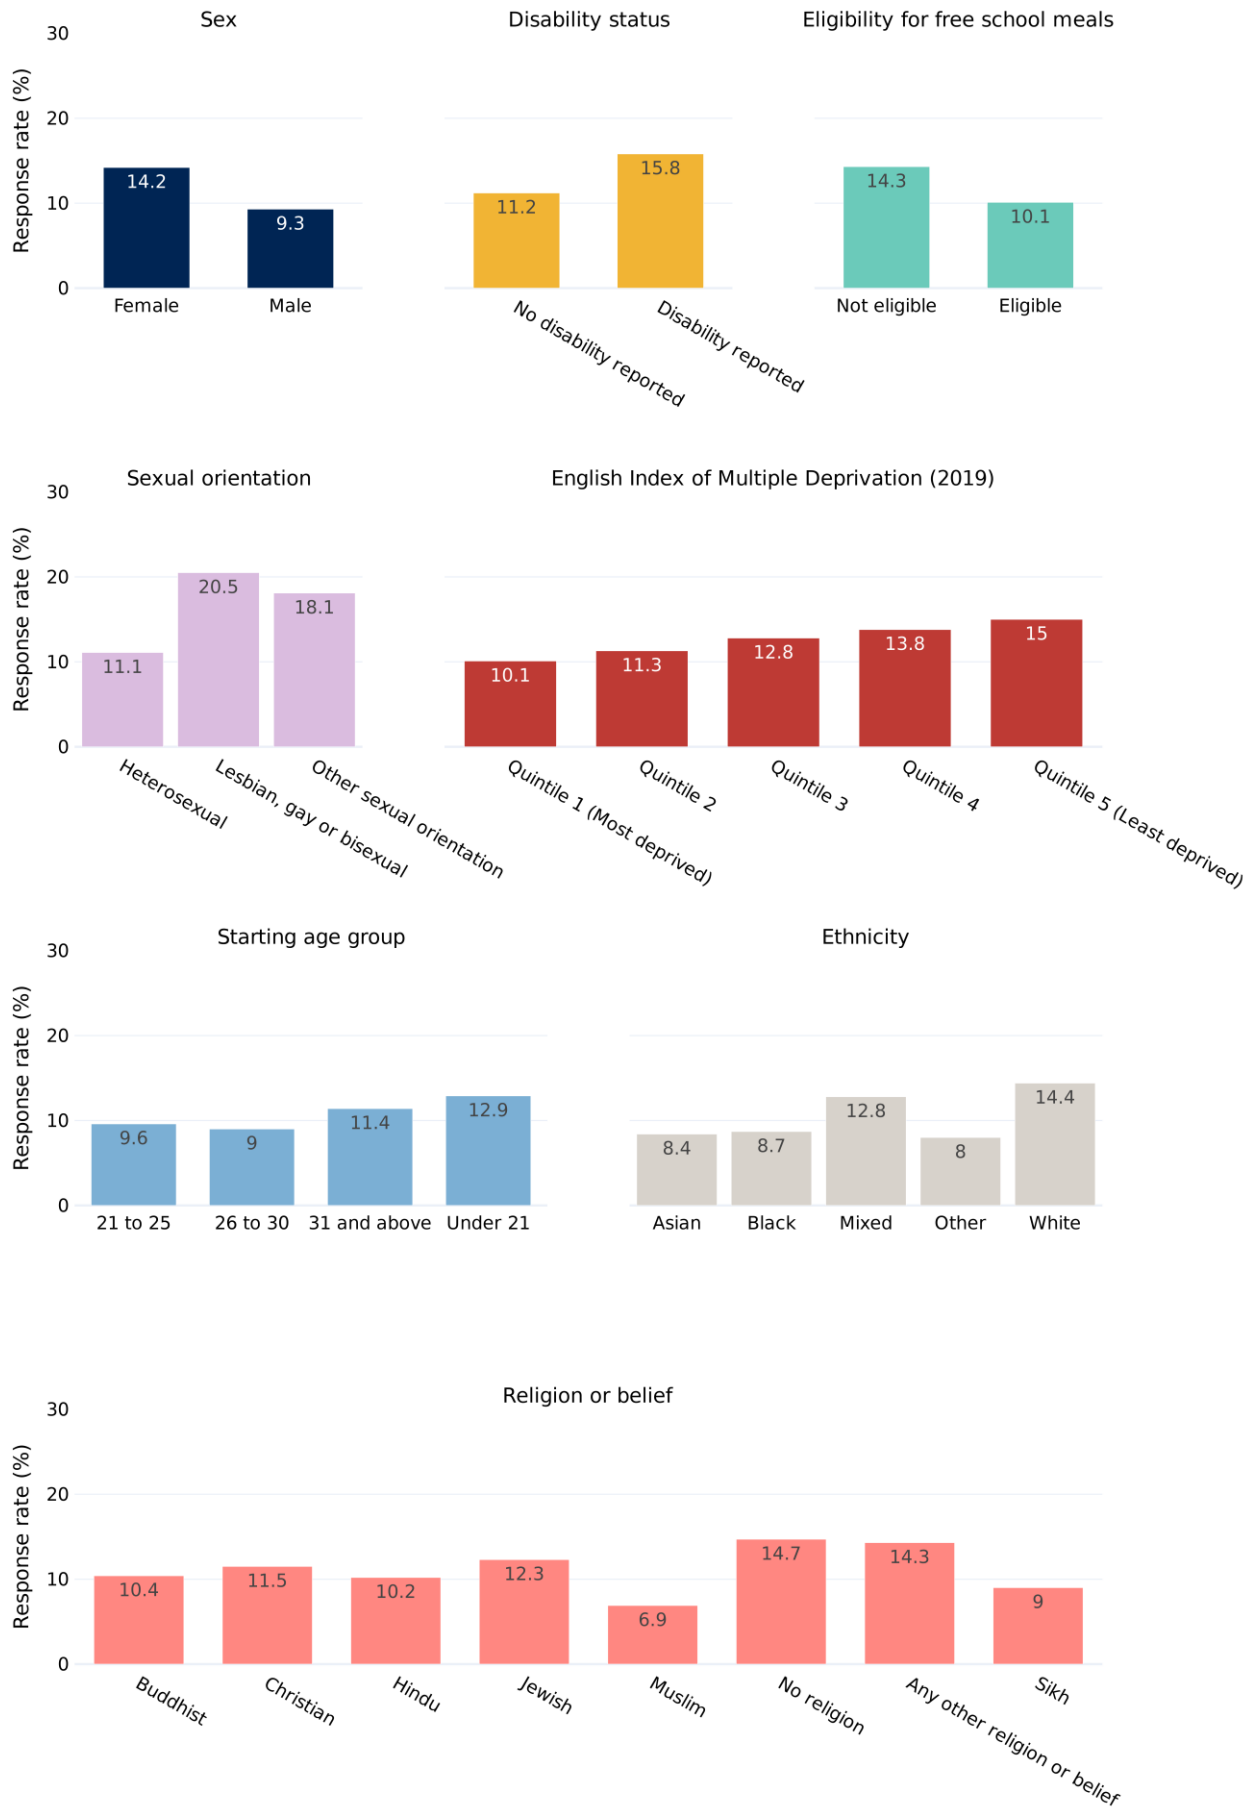 Sex
Disability status
Eligibility for free school meals
Response rate (%)
30
20
10
0
14.2
9.3
11.2
15.8
14.3
10.1
Female
Male
No disability reported
Disability reported
Not eligible
Eligible
Sexual orientation
English Index of Multiple Deprivation (2019)
Response rate (%)
30
20
10
0
11.1
20.5
18.1
10.1
11.3
12.8
13.8
15
Heterosexual
Lesbian, gay or bisexual
Other sexual orientation
Quintile 1 (Most deprived)
Quintile 2
Quintile 3
Quintile 4
Quintile 5 (Least deprived)
Starting age group
Ethnicity
Response rate (%)
30
20
10
0
9.6
9
11.4
12.9
8.4
8.7
12.8
8
14.4
21 to 25
26 to 30
31 and above
Under 21
Asian
Black
Mixed
Other
White
Religion or belief
Response rate (%)
30
20
10
0
10.4
11.5
10.2
12.3
6.9
14.7
14.3
9
Buddhist
Christian
Hindu
Jewish
Muslim
No religion
Any other religion or belief
Sikh